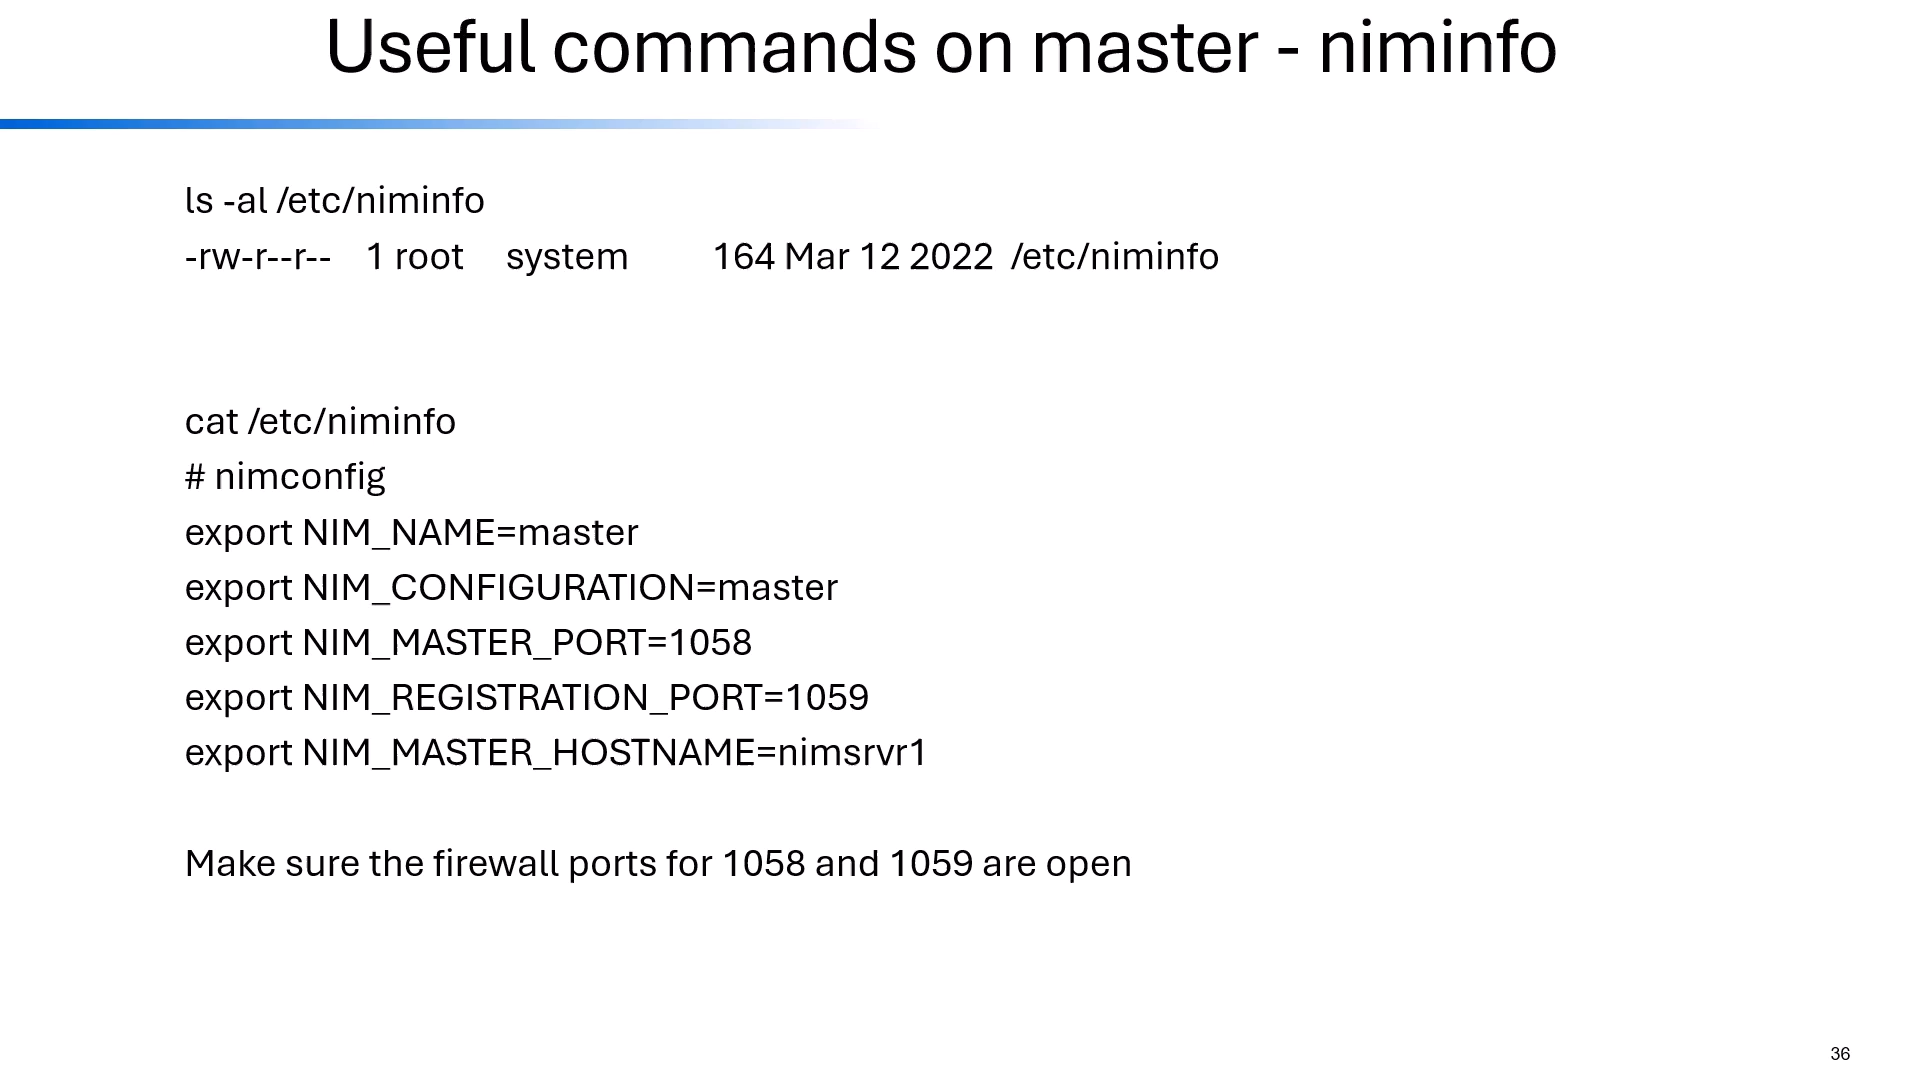 Useful commands on master - niminfo
ls -al /etc/niminfo
-rw-r--r-- 1 root system 164 Mar 12 2022 /etc/niminfo
cat /etc/niminfo
# nimconfig
export NIM_NAME=master
export NIM_CONFIGURATION=master
export NIM_MASTER_PORT=1058
export NIM_REGISTRATION_PORT=1059
export NIM_MASTER_HOSTNAME=nimsrvr1
Make sure the firewall ports for 1058 and 1059 are open
36